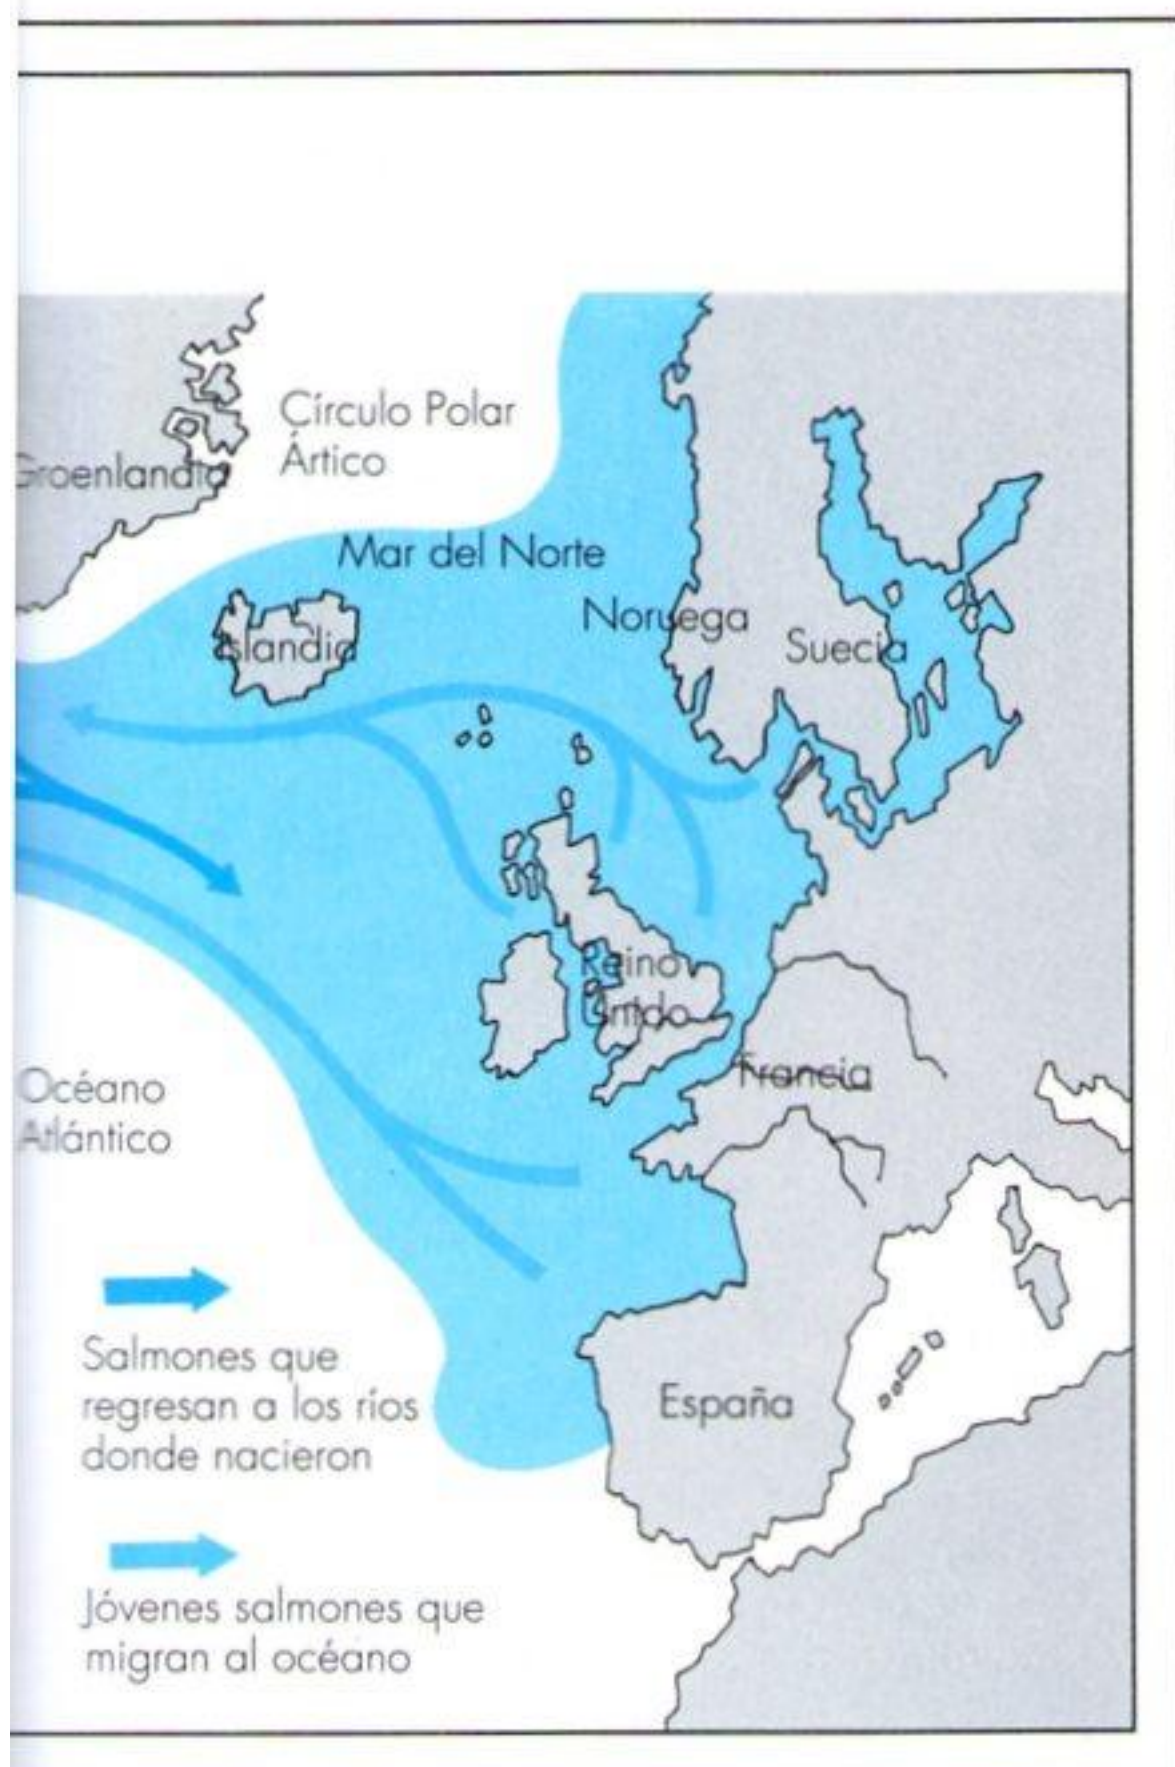 Círculo Polar
Ártico
Groenlandia
Mar del Norte
Noruega
Suecia
Islandia
Reino
Unido
Francia
Océano
Atlántico
España
Salmones que
regresan a los ríos
donde nacieron
Jóvenes salmones que
migran al océano